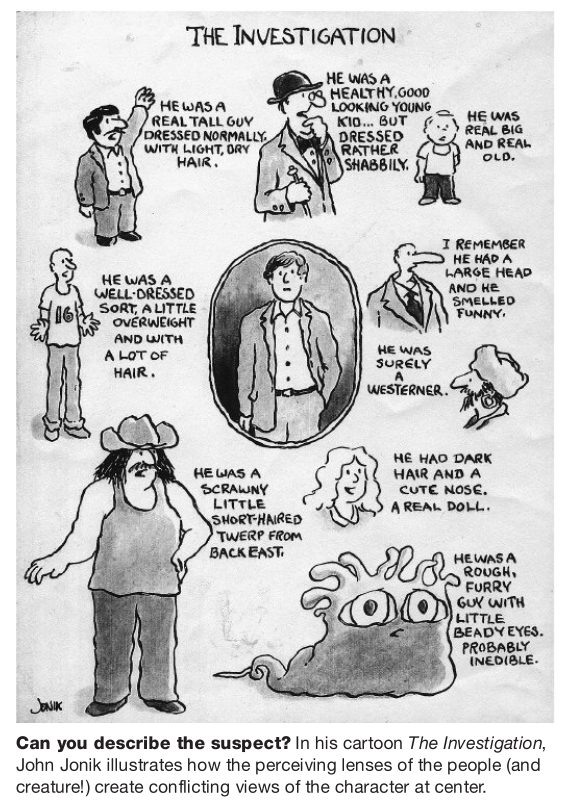 THE INVESTIGATION
HE WAS A
REAL TALL GUY
DRESSED NORMALLY,
WITH LIGHT, DRY
HAIR.
HE WAS A
HEALTHY, GOOD
LOOKING YOUNG
KID... BUT
DRESSED
RATHER
SHABBILY.
HE WAS
REAL BIG
AND REAL
OLD.
HE WAS A
WELL-DRESSED
SORT, A LITTLE
OVERWEIGHT
AND WITH
A LOT OF
HAIR.
16
I REMEMBER
HE HAD A
LARGE HEAD
AND HE
SMELLED
FUNNY.
HE WAS
SURELY
A
WESTERNER.
HE WAS A
SCRAWNY
LITTLE
SHORT-HAIRED
TWERP FROM
BACK EAST.
HE HAD DARK
HAIR AND A
CUTE NOSE.
A REAL DOLL.
HE WAS A
ROUGH,
FURRY
GUY WITH
LITTLE
BEADY EYES.
PROBABLY
INEDIBLE.
JONIK
Can you describe the suspect? In his cartoon The Investigation,
John Jonik illustrates how the perceiving lenses of the people (and
creature!) create conflicting views of the character at center.